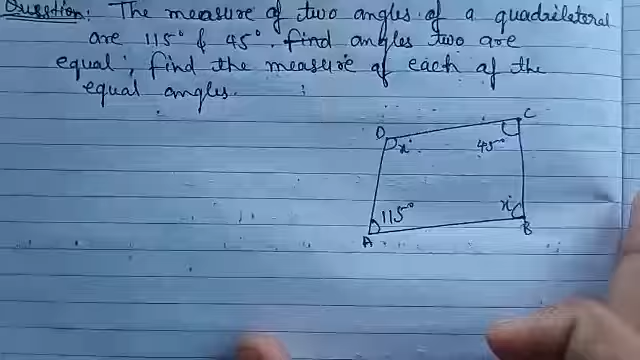 Question: The measure of two angles of a quadrilateral
are 115° & 45°. find angles two are
equal; find the measure of each of the
equal angles.
D
C
x°
45°
115°
x°
A
B